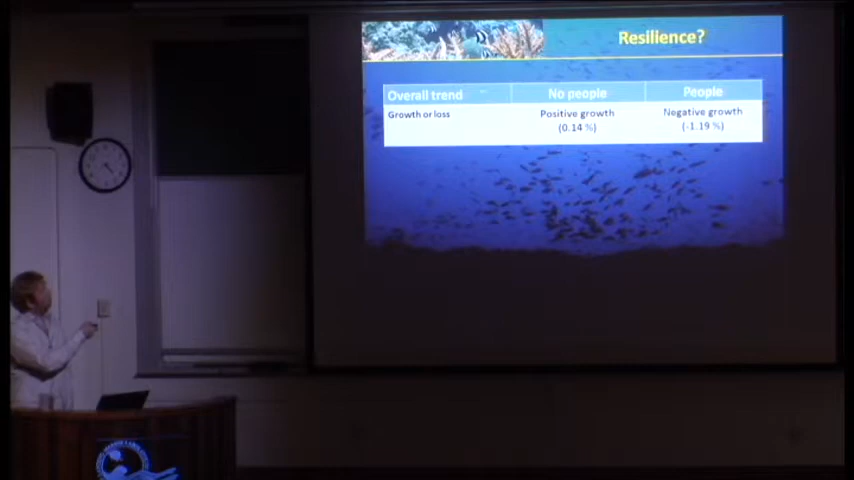 Resilience?
Overall trend No people People
Growth or loss Positive growth Negative growth
(0.14 %) (-1.19 %)